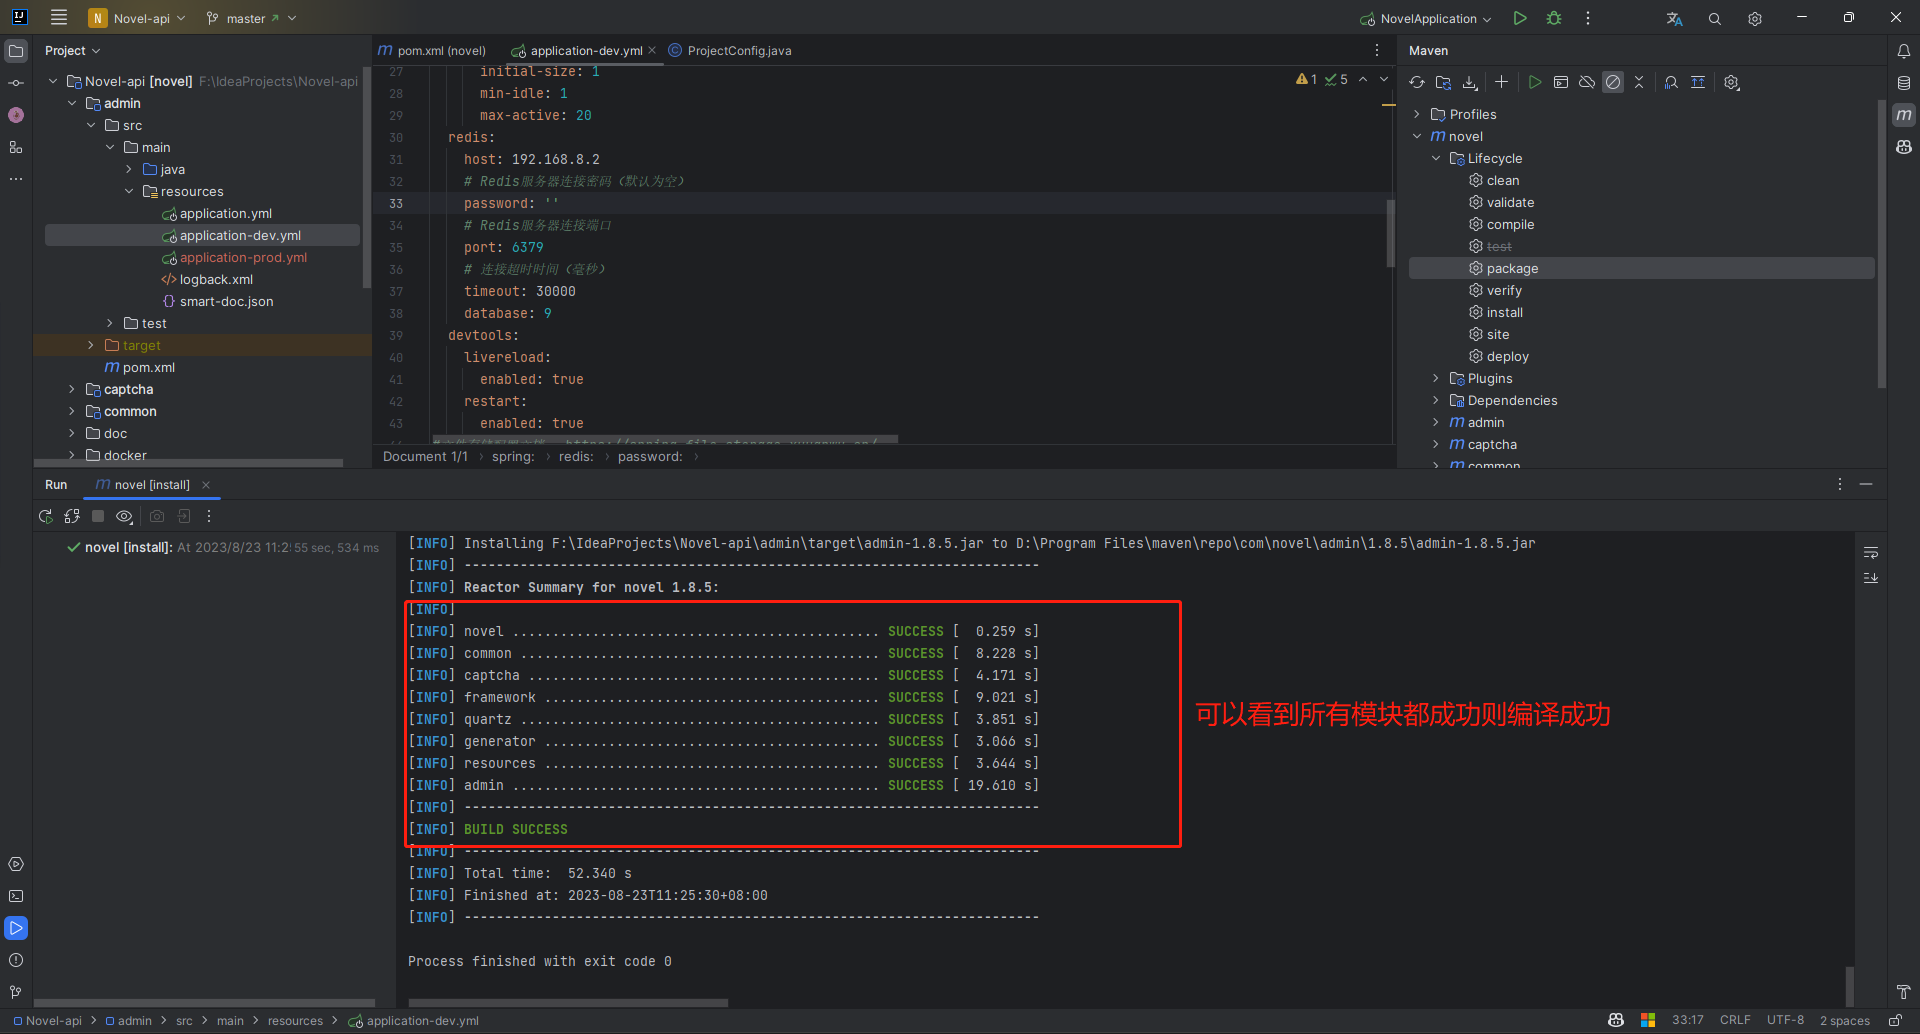 N Novel-api master NovelApplication
Project
pom.xml (novel) application-dev.yml ProjectConfig.java
Maven
Novel-api [novel] F:\IdeaProjects\Novel-api
admin
src
main
java
resources
application.yml
application-dev.yml
application-prod.yml
logback.xml
smart-doc.json
test
target
pom.xml
captcha
common
doc
docker
1 5
27 initial-size: 1
28 min-idle: 1
29 max-active: 20
30 redis:
31 host: 192.168.8.2
32 # Redis服务器连接密码（默认为空）
33 password: ''
34 # Redis服务器连接端口
35 port: 6379
36 # 连接超时时间（毫秒）
37 timeout: 30000
38 database: 9
39 devtools:
40 livereload:
41 enabled: true
42 restart:
43 enabled: true
Document 1/1 › spring: › redis: › password: ›
Profiles
novel
Lifecycle
clean
validate
compile
test
package
verify
install
site
deploy
Plugins
Dependencies
admin
captcha
common
Run novel [install]
novel [install]: At 2023/8/23 11:2 55 sec, 534 ms
[INFO] Installing F:\IdeaProjects\Novel-api\admin\target\admin-1.8.5.jar to D:\Program Files\maven\repo\com\novel\admin\1.8.5\admin-1.8.5.jar
[INFO] ------------------------------------------------------------------------
[INFO] Reactor Summary for novel 1.8.5:
[INFO]
[INFO] novel .............................................. SUCCESS [  0.259 s]
[INFO] common ............................................. SUCCESS [  8.228 s]
[INFO] captcha ............................................ SUCCESS [  4.171 s]
[INFO] framework .......................................... SUCCESS [  9.021 s]
[INFO] quartz ............................................. SUCCESS [  3.851 s]
[INFO] generator .......................................... SUCCESS [  3.066 s]
[INFO] resources .......................................... SUCCESS [  3.644 s]
[INFO] admin .............................................. SUCCESS [ 19.610 s]
[INFO] ------------------------------------------------------------------------
[INFO] BUILD SUCCESS
[INFO] ------------------------------------------------------------------------
[INFO] Total time:  52.340 s
[INFO] Finished at: 2023-08-23T11:25:30+08:00
[INFO] ------------------------------------------------------------------------
Process finished with exit code 0
可以看到所有模块都成功则编译成功
Novel-api › admin › src › main › resources › application-dev.yml
33:17 CRLF UTF-8 2 spaces